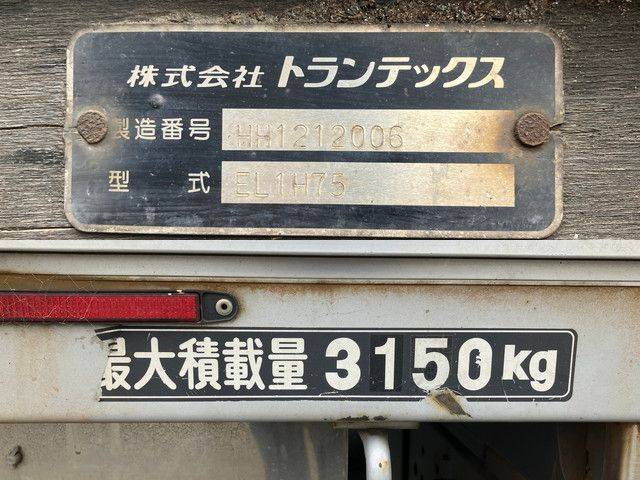 株式会社 トランテックス
製造番号 HH1212006
型式 EL1H75
最大積載量 3150kg